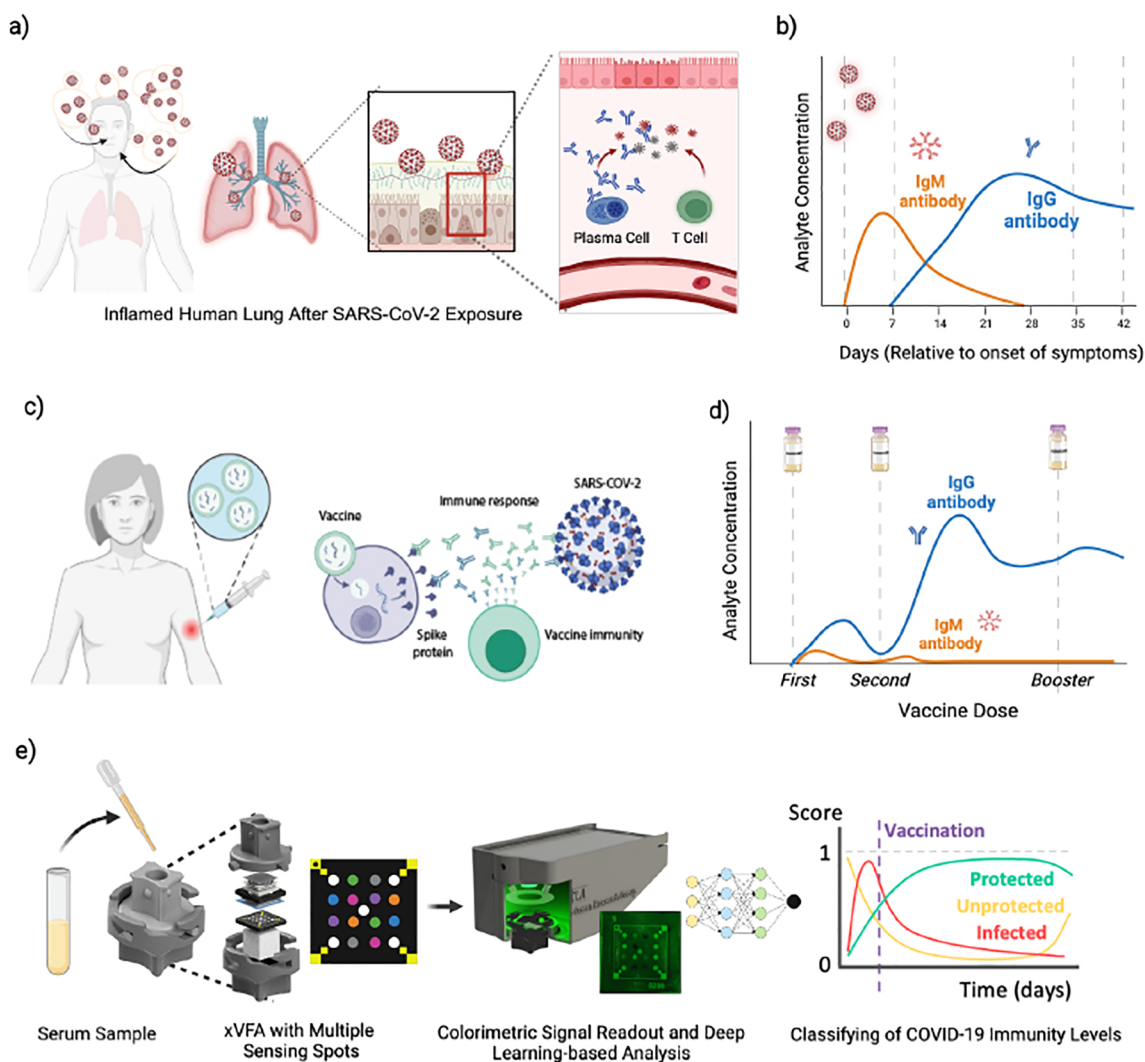 a)
Plasma Cell
T Cell
Inflamed Human Lung After SARS-CoV-2 Exposure
b)
Analyte Concentration
IgM
antibody
IgG
antibody
0
7
14
21
28
35
42
Days (Relative to onset of symptoms)
c)
Vaccine
Immune response
SARS-COV-2
Spike
protein
Vaccine immunity
d)
Analyte Concentration
IgG
antibody
IgM
antibody
First
Second
Booster
Vaccine Dose
e)
Serum Sample
xVFA with Multiple
Sensing Spots
Colorimetric Signal Readout and Deep
Learning-based Analysis
Score
1
0
Vaccination
Protected
Unprotected
Infected
Time (days)
Classifying of COVID-19 Immunity Levels